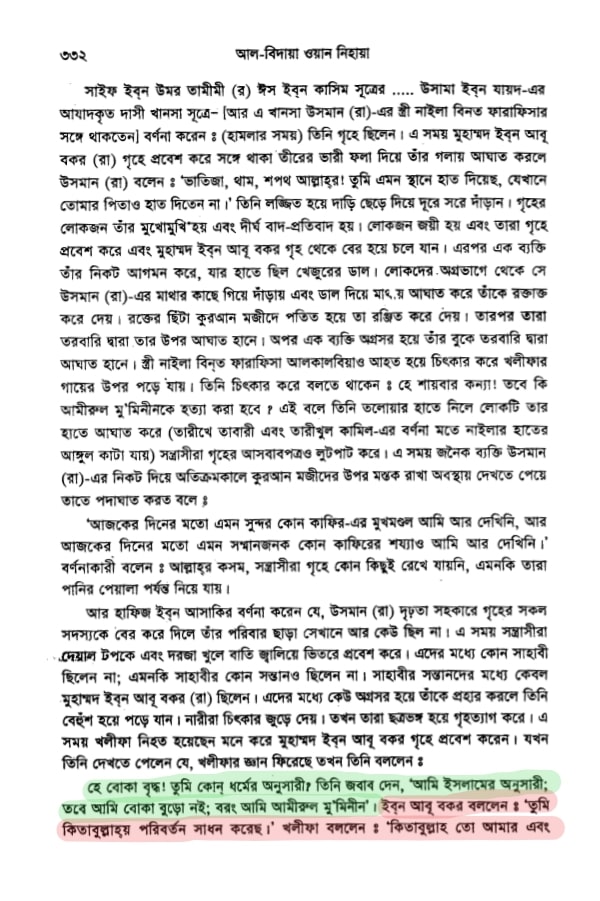 ৩৩২ আল-বিদায়া ওয়ান নিহায়া
সাইফ ইব্‌ন উমর তামীমী (র) ঈস ইব্‌ন কাসিম সূত্রের ..... উসামা ইব্‌ন যায়দ-এর
আযাদকৃত দাসী খানসা সূত্রে– [আর এ খানসা উসমান (রা)-এর স্ত্রী নাইলা বিনত ফারাফিসার
সঙ্গে থাকতেন] বর্ণনা করেন ঃ (হামলার সময়) তিনি গৃহে ছিলেন। এ সময় মুহাম্মদ ইব্‌ন আবূ
বকর (রা) গৃহে প্রবেশ করে সঙ্গে থাকা তীরের ভারী ফলা দিয়ে তাঁর গলায় আঘাত করলে
উসমান (রা) বলেন ঃ ‘ভাতিজা, থাম, শপথ আল্লাহ্‌র! তুমি এমন স্থানে হাত দিয়েছ, যেখানে
তোমার পিতাও হাত দিতেন না।’ তিনি লজ্জিত হয়ে দাড়ি ছেড়ে দিয়ে দূরে সরে দাঁড়ান। গৃহের
লোকজন তাঁর মুখোমুখি হয় এবং দীর্ঘ বাদ-প্রতিবাদ হয়। লোকজন জয়ী হয় এবং তারা গৃহে
প্রবেশ করে এবং মুহাম্মদ ইব্‌ন আবূ বকর গৃহ থেকে বের হয়ে চলে যান। এরপর এক ব্যক্তি
তাঁর নিকট আগমন করে, যার হাতে ছিল খেজুরের ডাল। লোকদের অগ্রভাগে থেকে সে
উসমান (রা)-এর মাথার কাছে গিয়ে দাঁড়ায় এবং ডাল দিয়ে মাথায় আঘাত করে তাঁকে রক্তাক্ত
করে দেয়। রক্তের ছিঁটা কুরআন মজীদে পতিত হয়ে তা রঞ্জিত করে দেয়। তারপর তারা
তরবারি দ্বারা তার উপর আঘাত হানে। অপর এক ব্যক্তি অগ্রসর হয়ে তাঁর বুকে তরবারি দ্বারা
আঘাত হানে। স্ত্রী নাইলা বিন্‌ত ফারাফিসা আলকালবিয়াও আহত হয়ে চিৎকার করে খলীফার
গায়ের উপর পড়ে যায়। তিনি চিৎকার করে বলতে থাকেন ঃ হে শায়বার কন্যা! তবে কি
আমীরুল মু’মিনীনকে হত্যা করা হবে ? এই বলে তিনি তলোয়ার হাতে নিলে লোকটি তার
হাতে আঘাত করে (তারীখে তাবারী এবং তারীখুল কামিল-এর বর্ণনা মতে নাইলার হাতের
আঙ্গুল কাটা যায়) সন্ত্রাসীরা গৃহের আসবাবপত্রও লুটপাট করে। এ সময় জনৈক ব্যক্তি উসমান
(রা)-এর নিকট দিয়ে অতিক্রমকালে কুরআন মজীদের উপর মস্তক রাখা অবস্থায় দেখতে পেয়ে
তাতে পদাঘাত করত বলে ঃ
‘আজকের দিনের মতো এমন সুন্দর কোন কাফির-এর মুখমণ্ডল আমি আর দেখিনি, আর
আজকের দিনের মতো এমন সম্মানজনক কোন কাফিরের শয্যাও আমি আর দেখিনি।’
বর্ণনাকারী বলেন ঃ আল্লাহ্‌র কসম, সন্ত্রাসীরা গৃহে কোন কিছুই রেখে যায়নি, এমনকি তারা
পানির পেয়ালা পর্যন্ত নিয়ে যায়।
আর হাফিজ ইব্‌ন আসাকির বর্ণনা করেন যে, উসমান (রা) দৃঢ়তা সহকারে গৃহের সকল
সদস্যকে বের করে দিলে তাঁর পরিবার ছাড়া সেখানে আর কেউ ছিল না। এ সময় সন্ত্রাসীরা
দেয়াল টপকে এবং দরজা খুলে বাতি জ্বালিয়ে ভিতরে প্রবেশ করে। এদের মধ্যে কোন সাহাবী
ছিলেন না; এমনকি সাহাবীর কোন সন্তানও ছিলেন না। সাহাবীর সন্তানদের মধ্যে কেবল
মুহাম্মদ ইব্‌ন আবূ বকর (রা) ছিলেন। এদের মধ্যে কেউ অগ্রসর হয়ে তাঁকে প্রহার করলে তিনি
বেহুঁশ হয়ে পড়ে যান। নারীরা চিৎকার জুড়ে দেয়। তখন তারা ছত্রভঙ্গ হয়ে গৃহত্যাগ করে। এ
সময় খলীফা নিহত হয়েছেন মনে করে মুহাম্মদ ইব্‌ন আবূ বকর গৃহে প্রবেশ করেন। যখন
তিনি দেখতে পেলেন যে, খলীফার জ্ঞান ফিরেছে তখন তিনি বললেন ঃ
হে বোকা বৃদ্ধ! তুমি কোন্ ধর্মের অনুসারী? তিনি জবাব দেন, ‘আমি ইসলামের অনুসারী;
তবে আমি বোকা বুড়ো নই; বরং আমি আমীরুল মু’মিনীন’। ইব্‌ন আবূ বকর বললেন ঃ ‘তুমি
কিতাবুল্লাহ্‌য় পরিবর্তন সাধন করেছ।’ খলীফা বললেন ঃ ‘কিতাবুল্লাহ তো আমার এবং